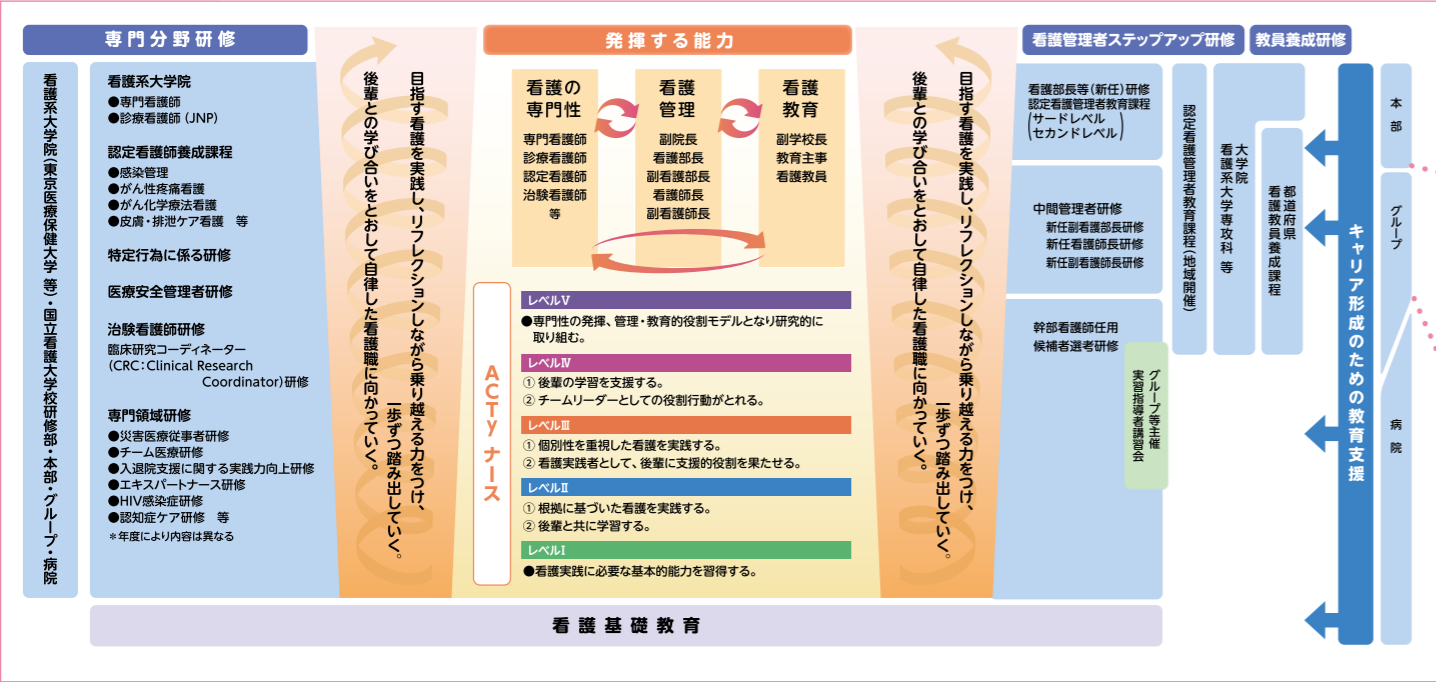 専門分野研修
看護系大学院(東京医療保健大学 等)・国立看護大学校研修部・本部・グループ・病院
看護系大学院
●専門看護師
●診療看護師 (JNP)
認定看護師養成課程
●感染管理
●がん性疼痛看護
●がん化学療法看護
●皮膚・排泄ケア看護　等
特定行為に係る研修
医療安全管理者研修
治験看護師研修
臨床研究コーディネーター
(CRC：Clinical Research
Coordinator)研修
専門領域研修
●災害医療従事者研修
●チーム医療研修
●入退院支援に関する実践力向上研修
●エキスパートナース研修
●HIV感染症研修
●認知症ケア研修　等
＊年度により内容は異なる
目指す看護を実践し、リフレクションしながら乗り越える力をつけ、
一歩ずつ踏み出していく。
後輩との学び合いをとおして自律した看護職に向かっていく。
発揮する能力
看護の
専門性
専門看護師
診療看護師
認定看護師
治験看護師
等
看護
管理
副院長
看護部長
副看護部長
看護師長
副看護師長
看護
教育
副学校長
教育主事
看護教員
ACTyナース
レベルⅤ
●専門性の発揮、管理・教育的役割モデルとなり研究的に
取り組む。
レベルⅣ
① 後輩の学習を支援する。
② チームリーダーとしての役割行動がとれる。
レベルⅢ
① 個別性を重視した看護を実践する。
② 看護実践者として、後輩に支援的役割を果たせる。
レベルⅡ
① 根拠に基づいた看護を実践する。
② 後輩と共に学習する。
レベルⅠ
●看護実践に必要な基本的能力を習得する。
目指す看護を実践し、リフレクションしながら乗り越える力をつけ、
一歩ずつ踏み出していく。
後輩との学び合いをとおして自律した看護職に向かっていく。
看護管理者ステップアップ研修
看護部長等(新任)研修
認定看護管理者教育課程
(サードレベル
セカンドレベル)
中間管理者研修
新任副看護部長研修
新任看護師長研修
新任副看護師長研修
幹部看護師任用
候補者選考研修
グループ等主催
実習指導者講習会
認定看護管理者教育課程(地域開催)
教員養成研修
大学院
看護系大学専攻科 等
都道府県
看護教員養成課程
キャリア形成のための教育支援
本部
グループ
病院
看護基礎教育